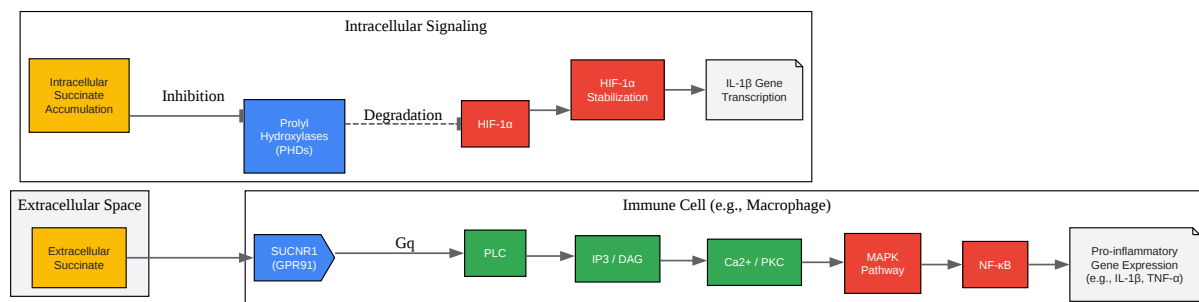 Intracellular Signaling
Intracellular
Succinate
Accumulation
Inhibition
Prolyl
Hydroxylases
(PHDs)
Degradation
HIF-1α
HIF-1α
Stabilization
IL-1β Gene
Transcription
Extracellular Space
Extracellular
Succinate
Immune Cell (e.g., Macrophage)
SUCNR1
(GPR91)
Gq
PLC
IP3 / DAG
Ca2+ / PKC
MAPK
Pathway
NF-κB
Pro-inflammatory
Gene Expression
(e.g., IL-1β, TNF-α)